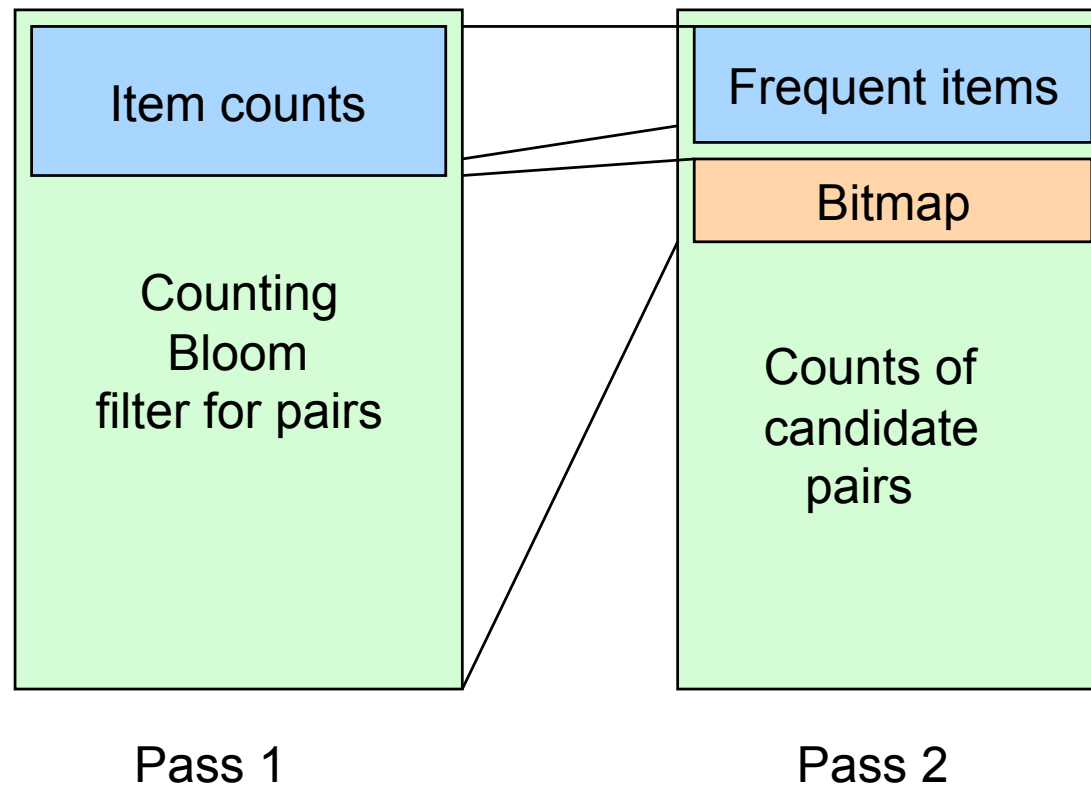 Item counts
Counting
Bloom
filter for pairs
Pass 1
Frequent items
Bitmap
Counts of
candidate
pairs
Pass 2